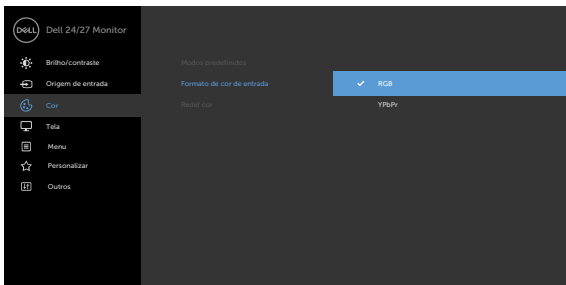 DELL Dell 24/27 Monitor
Brilho/contraste Modos predefinidos
Origem de entrada Formato de cor de entrada RGB
Cor Redef cor YPbPr
Tela
Menu
Personalizar
Outros